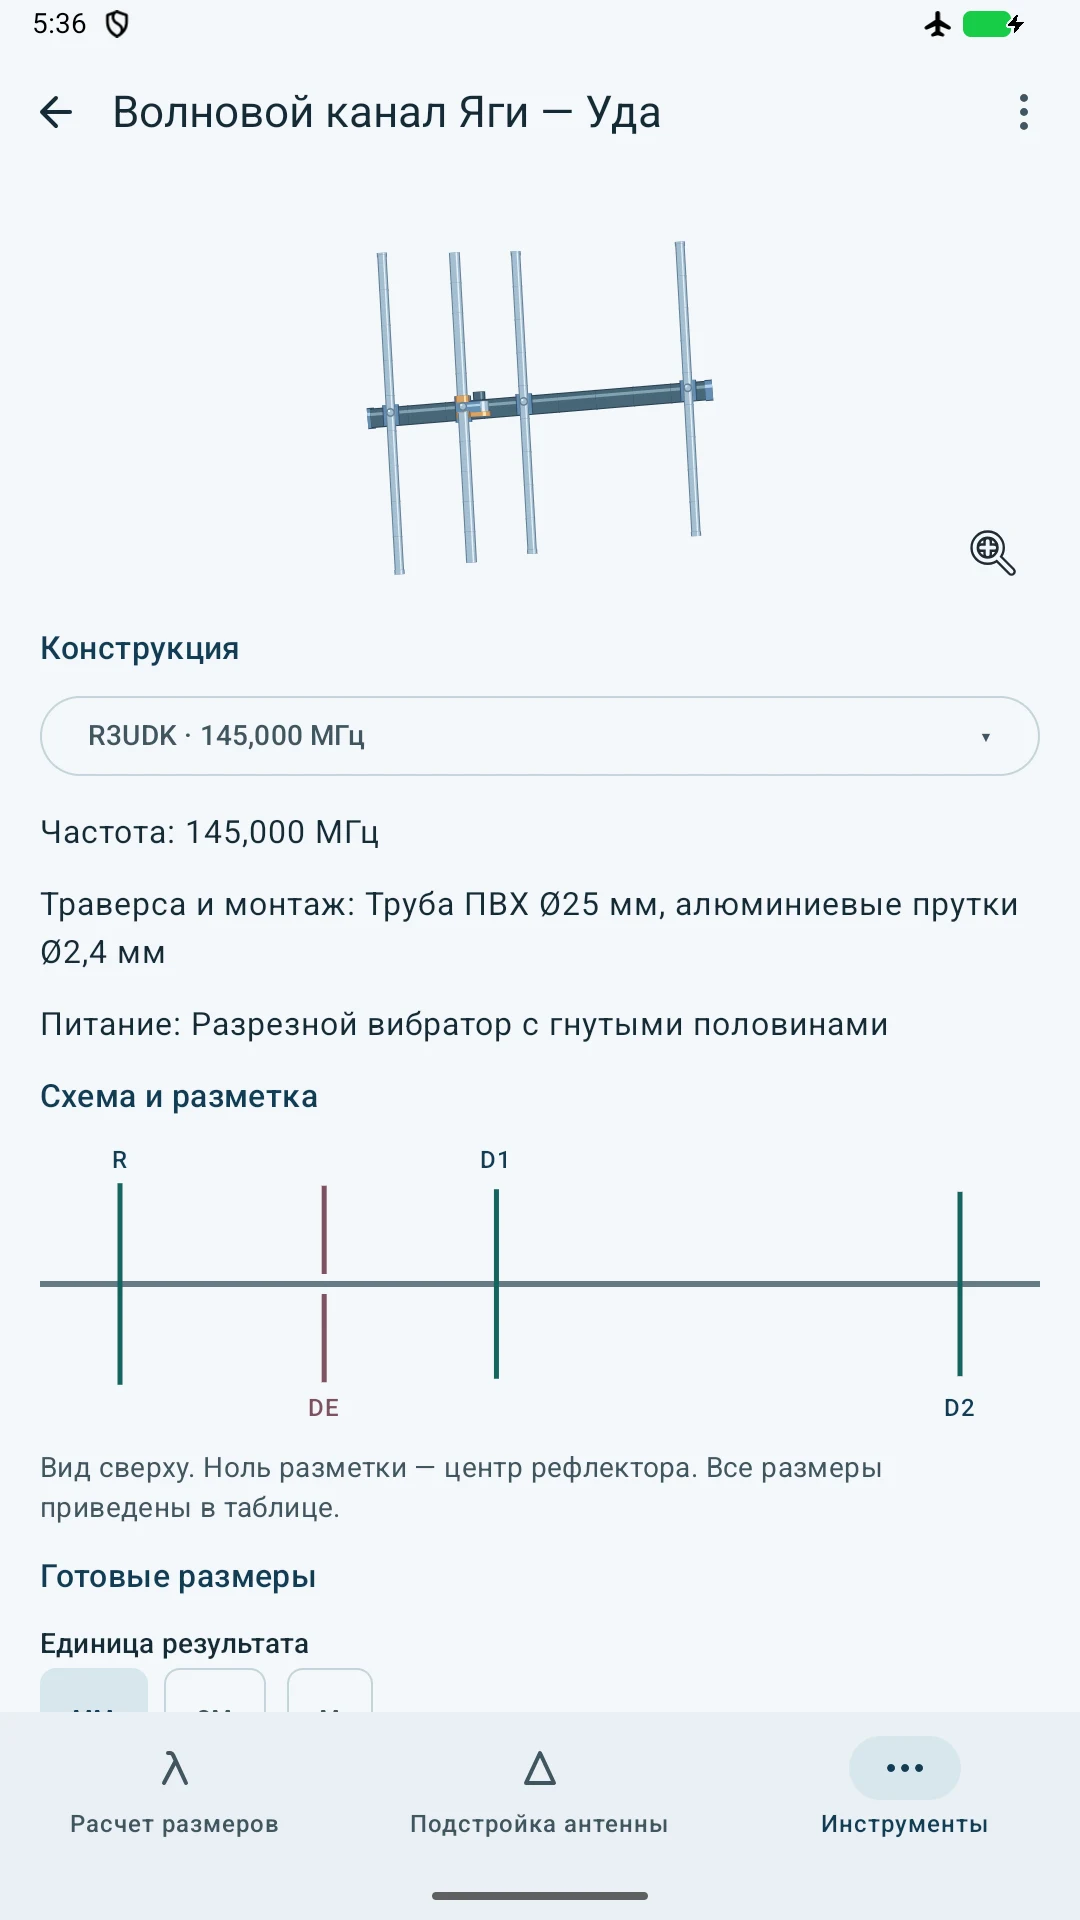 5:36
Волновой канал Яги — Уда
Конструкция
R3UDK · 145,000 МГц
Частота: 145,000 МГц
Траверса и монтаж: Труба ПВХ Ø25 мм, алюминиевые прутки
Ø2,4 мм
Питание: Разрезной вибратор с гнутыми половинами
Схема и разметка
R
D1
DE
D2
Вид сверху. Ноль разметки — центр рефлектора. Все размеры
приведены в таблице.
Готовые размеры
Единица результата
Расчет размеров
Подстройка антенны
Инструменты